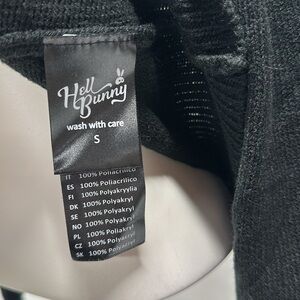 Hell
Bunny
wash with care
S
IT 100% Poliacrilico
ES 100% Poliacrílico
FI 100% Polyakryylia
DK 100% Polyakryl
SE 100% Polyakryl
NO 100% Polyakryl
PL 100% Poliakryl
CZ 100% Polyakryl
SK 100% Polyakryl